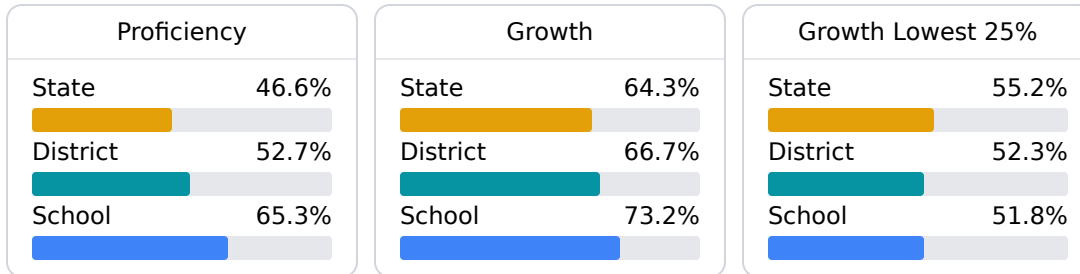 Proficiency
State 46.6%
District 52.7%
School 65.3%
Growth
State 64.3%
District 66.7%
School 73.2%
Growth Lowest 25%
State 55.2%
District 52.3%
School 51.8%